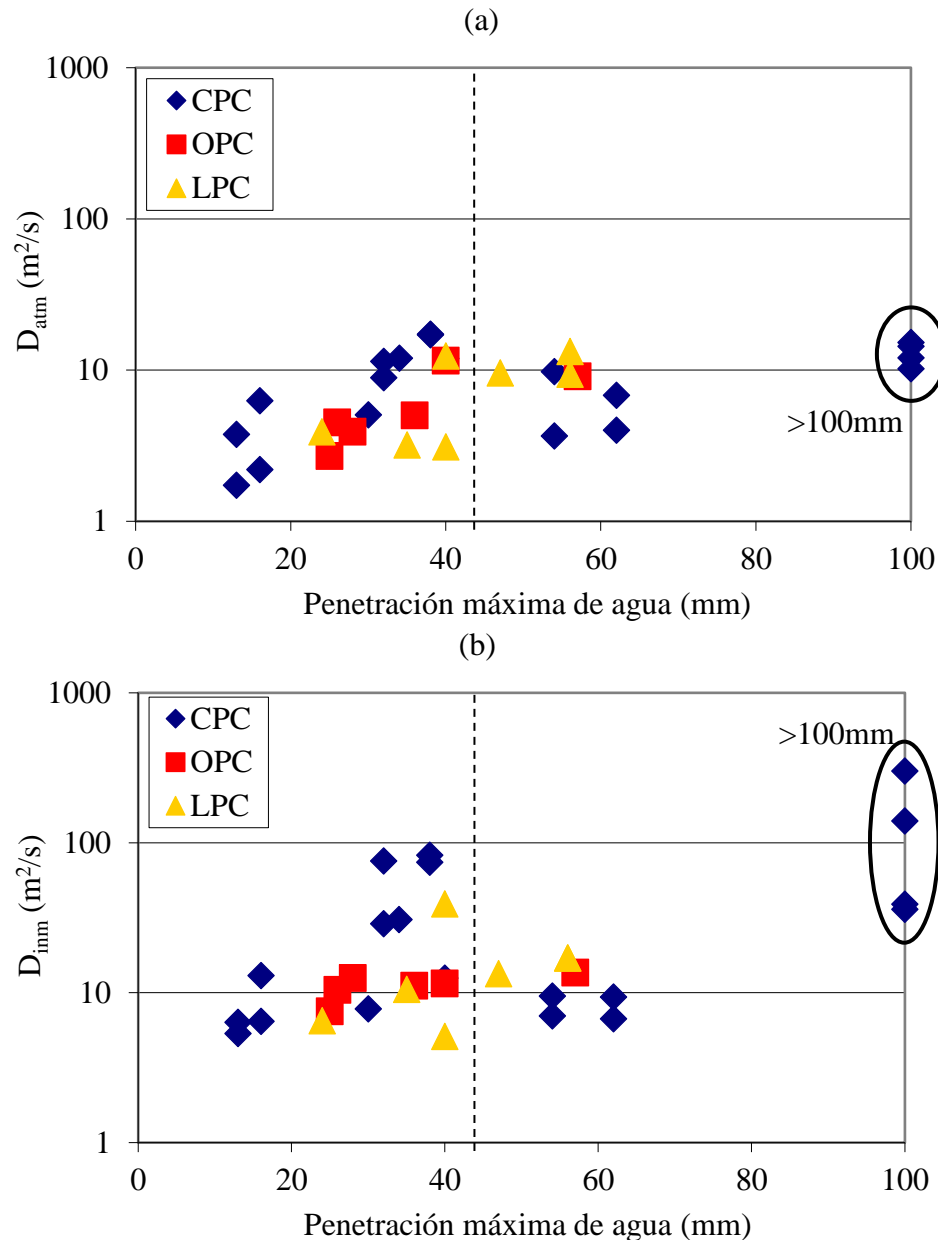 (a)
1000
100
10
1
D_atm (m²/s)
CPC
OPC
LPC
>100mm
0 20 40 60 80 100
Penetración máxima de agua (mm)
(b)
1000
100
10
1
D_inm (m²/s)
CPC
OPC
LPC
>100mm
0 20 40 60 80 100
Penetración máxima de agua (mm)